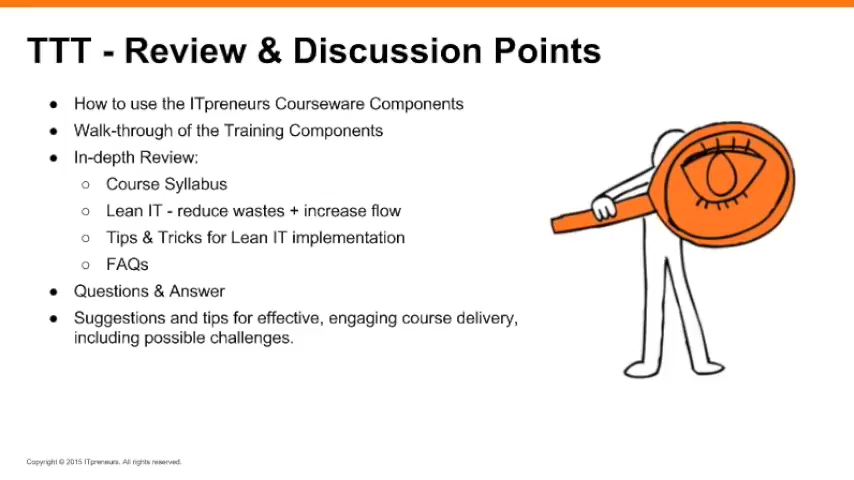 TTT - Review & Discussion Points
● How to use the ITpreneurs Courseware Components
● Walk-through of the Training Components
● In-depth Review:
○ Course Syllabus
○ Lean IT - reduce wastes + increase flow
○ Tips & Tricks for Lean IT implementation
○ FAQs
● Questions & Answer
● Suggestions and tips for effective, engaging course delivery,
including possible challenges.
Copyright © 2015 ITpreneurs. All rights reserved.